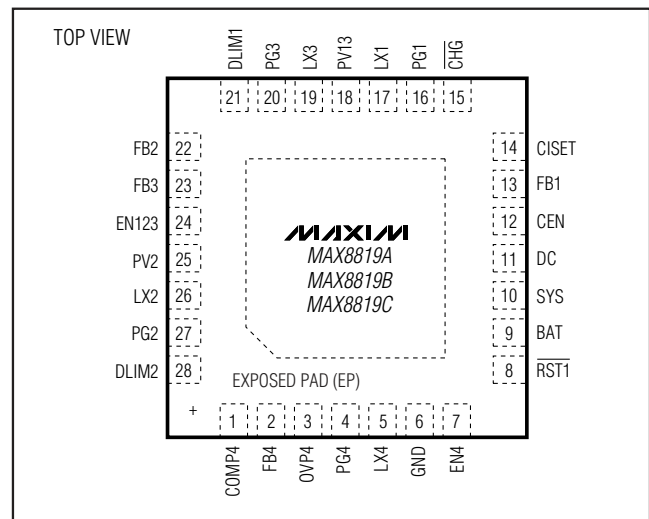 TOP VIEW
DLIM1
PG3
LX3
PV13
LX1
PG1
CHG
21 20 19 18 17 16 15
FB2 22
FB3 23
EN123 24
PV2 25
LX2 26
PG2 27
DLIM2 28
14 CISET
13 FB1
12 CEN
11 DC
10 SYS
9 BAT
8 RST1
MAXIM
MAX8819A
MAX8819B
MAX8819C
EXPOSED PAD (EP)
+
1 2 3 4 5 6 7
COMP4
FB4
OVP4
PG4
LX4
GND
EN4